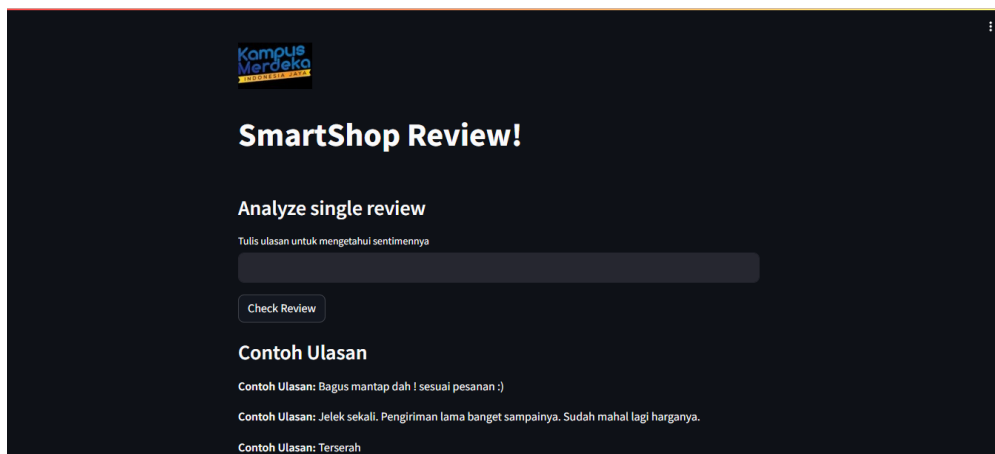 Kampus
Merdeka
INDONESIA JAYA
SmartShop Review!
Analyze single review
Tulis ulasan untuk mengetahui sentimennya
Check Review
Contoh Ulasan
Contoh Ulasan: Bagus mantap dah ! sesuai pesanan :)
Contoh Ulasan: Jelek sekali. Pengiriman lama banget sampainya. Sudah mahal lagi harganya.
Contoh Ulasan: Terserah